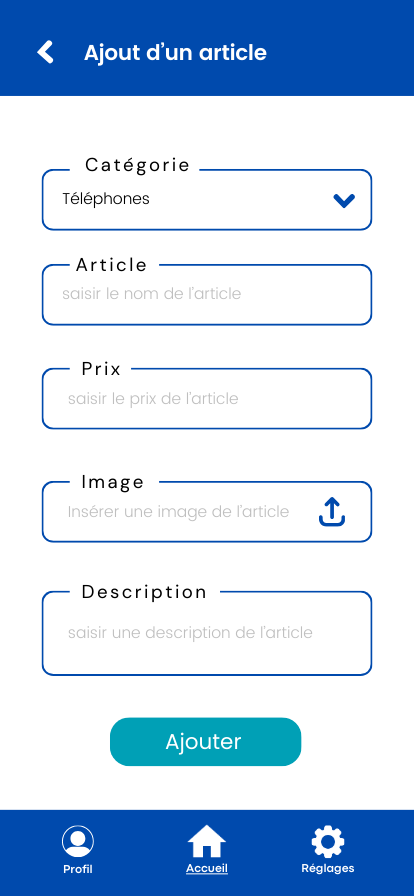 Ajout d'un article
Catégorie
Téléphones
Article
saisir le nom de l'article
Prix
saisir le prix de l'article
Image
Insérer une image de l'article
Description
saisir une description de l'article
Ajouter
Profil Accueil Réglages